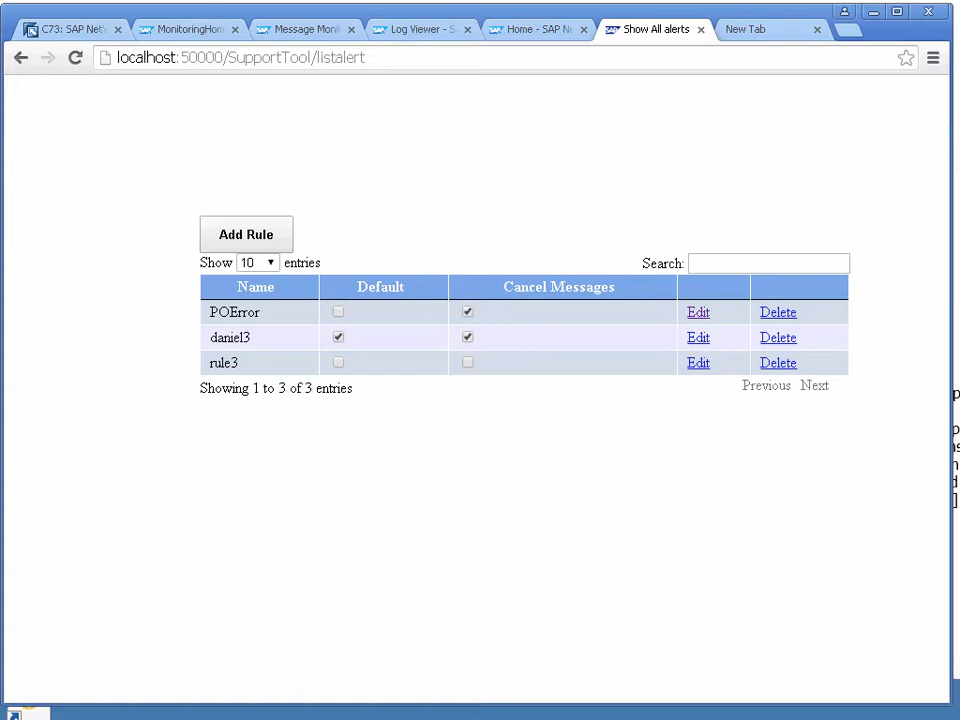 C73: SAP Net
MonitoringHom
Message Moni
Log Viewer - S
Home - SAP Ne
Show All alerts
New Tab
localhost:50000/SupportTool/listalert
Add Rule
Show 10 entries
Search:
Name Default Cancel Messages
POError Edit Delete
daniel3 Edit Delete
rule3 Edit Delete
Showing 1 to 3 of 3 entries
Previous Next